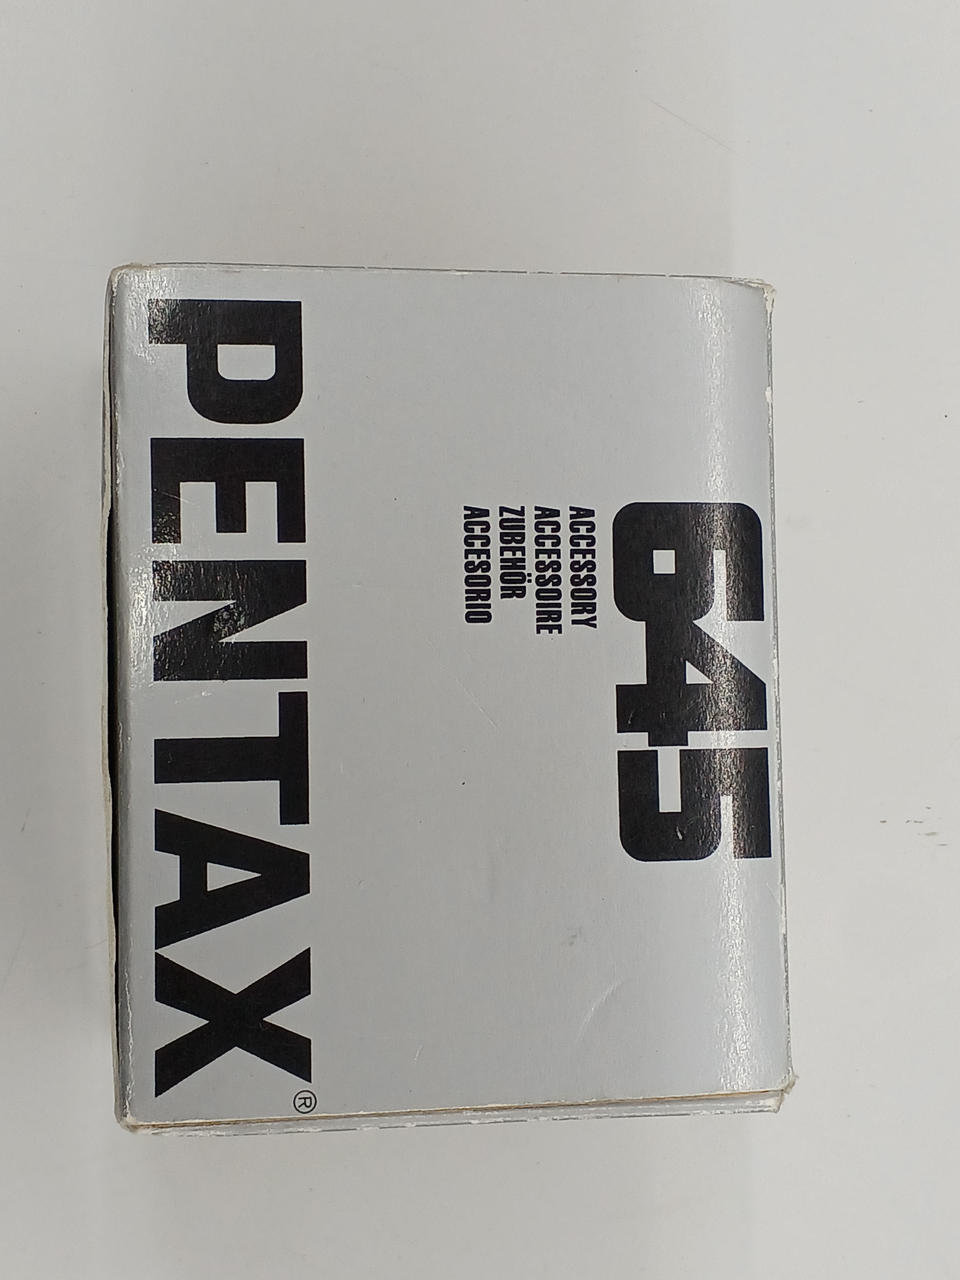 645
ACCESSORY
ACCESSOIRE
ZUBEHÖR
ACCESORIO
PENTAX®